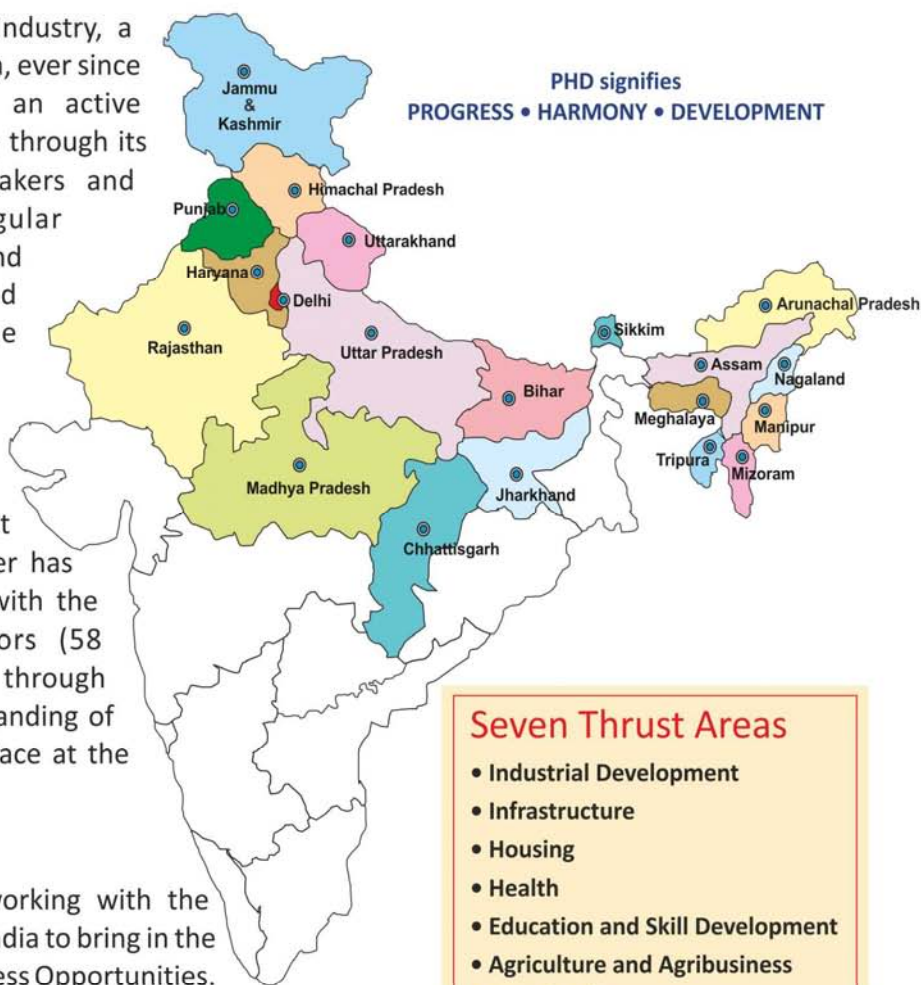 ndustry, a
, ever since
an active
through its
akers and
gular
nd
d
e
t
er has
with the
ors (58
through
anding of
ace at the
working with the
ndia to bring in the
ess Opportunities.
PHD signifies
PROGRESS • HARMONY • DEVELOPMENT
Jammu
&
Kashmir
Himachal Pradesh
Punjab
Uttarakhand
Haryana
Delhi
Rajasthan
Uttar Pradesh
Bihar
Sikkim
Arunachal Pradesh
Assam
Nagaland
Meghalaya
Manipur
Tripura
Mizoram
Madhya Pradesh
Jharkhand
Chhattisgarh
Seven Thrust Areas
• Industrial Development
• Infrastructure
• Housing
• Health
• Education and Skill Development
• Agriculture and Agribusiness